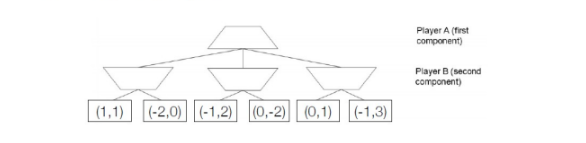 Player A (first
component)
Player B (second
component)
(1,1) (-2,0) (-1,2) (0,-2) (0,1) (-1,3)